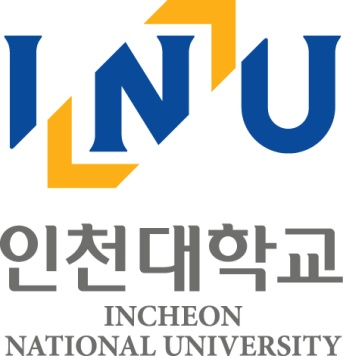 INU
인천대학교
INCHEON
NATIONAL UNIVERSITY